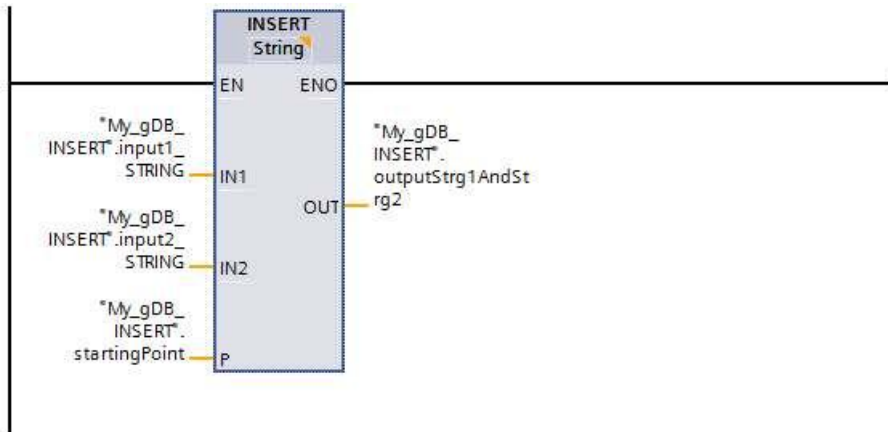 INSERT
String
EN ENO
"My_gDB_
INSERT".input1_
STRING
IN1
"My_gDB_
INSERT".
outputStrg1AndSt
rg2
OUT
"My_gDB_
INSERT".input2_
STRING
IN2
"My_gDB_
INSERT".
startingPoint
P